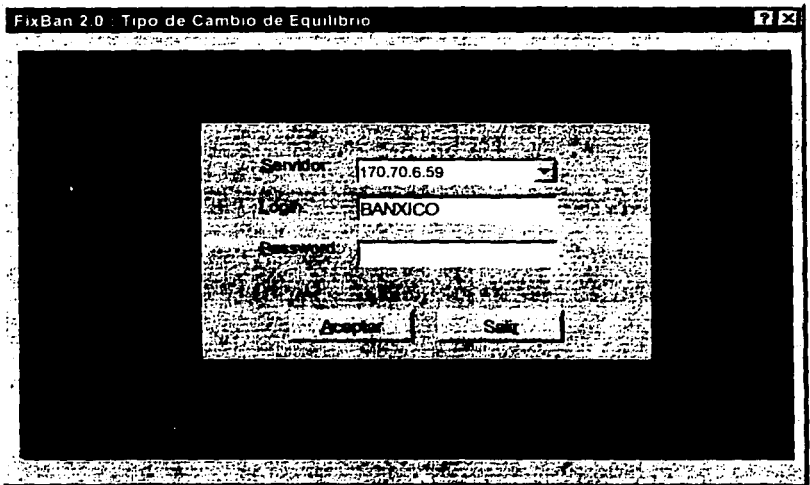 FixBan 2.0 : Tipo de Cambio de Equilibrio
Servidor 170.70.6.59
Login BANXICO
Password
Aceptar Salir